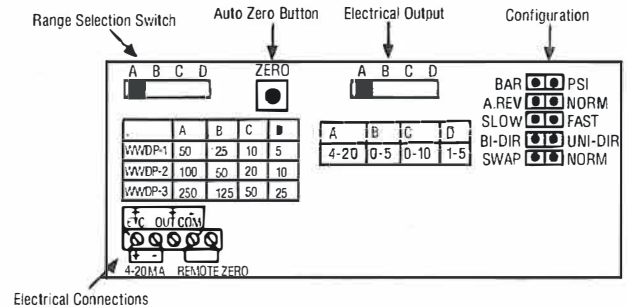 Range Selection Switch
Auto Zero Button
Electrical Output
Configuration
A B C D
ZERO
A B C D
BAR PSI
A.REV NORM
SLOW FAST
BI-DIR UNI-DIR
SWAP NORM
A B C D
WWDP-1 50 25 10 5
WWDP-2 100 50 20 10
WWDP-3 250 125 50 25
A B C D
4-20 0-5 0-10 1-5
+ + -
OUT COM
+ -
4-20MA REMOTE ZERO
Electrical Connections